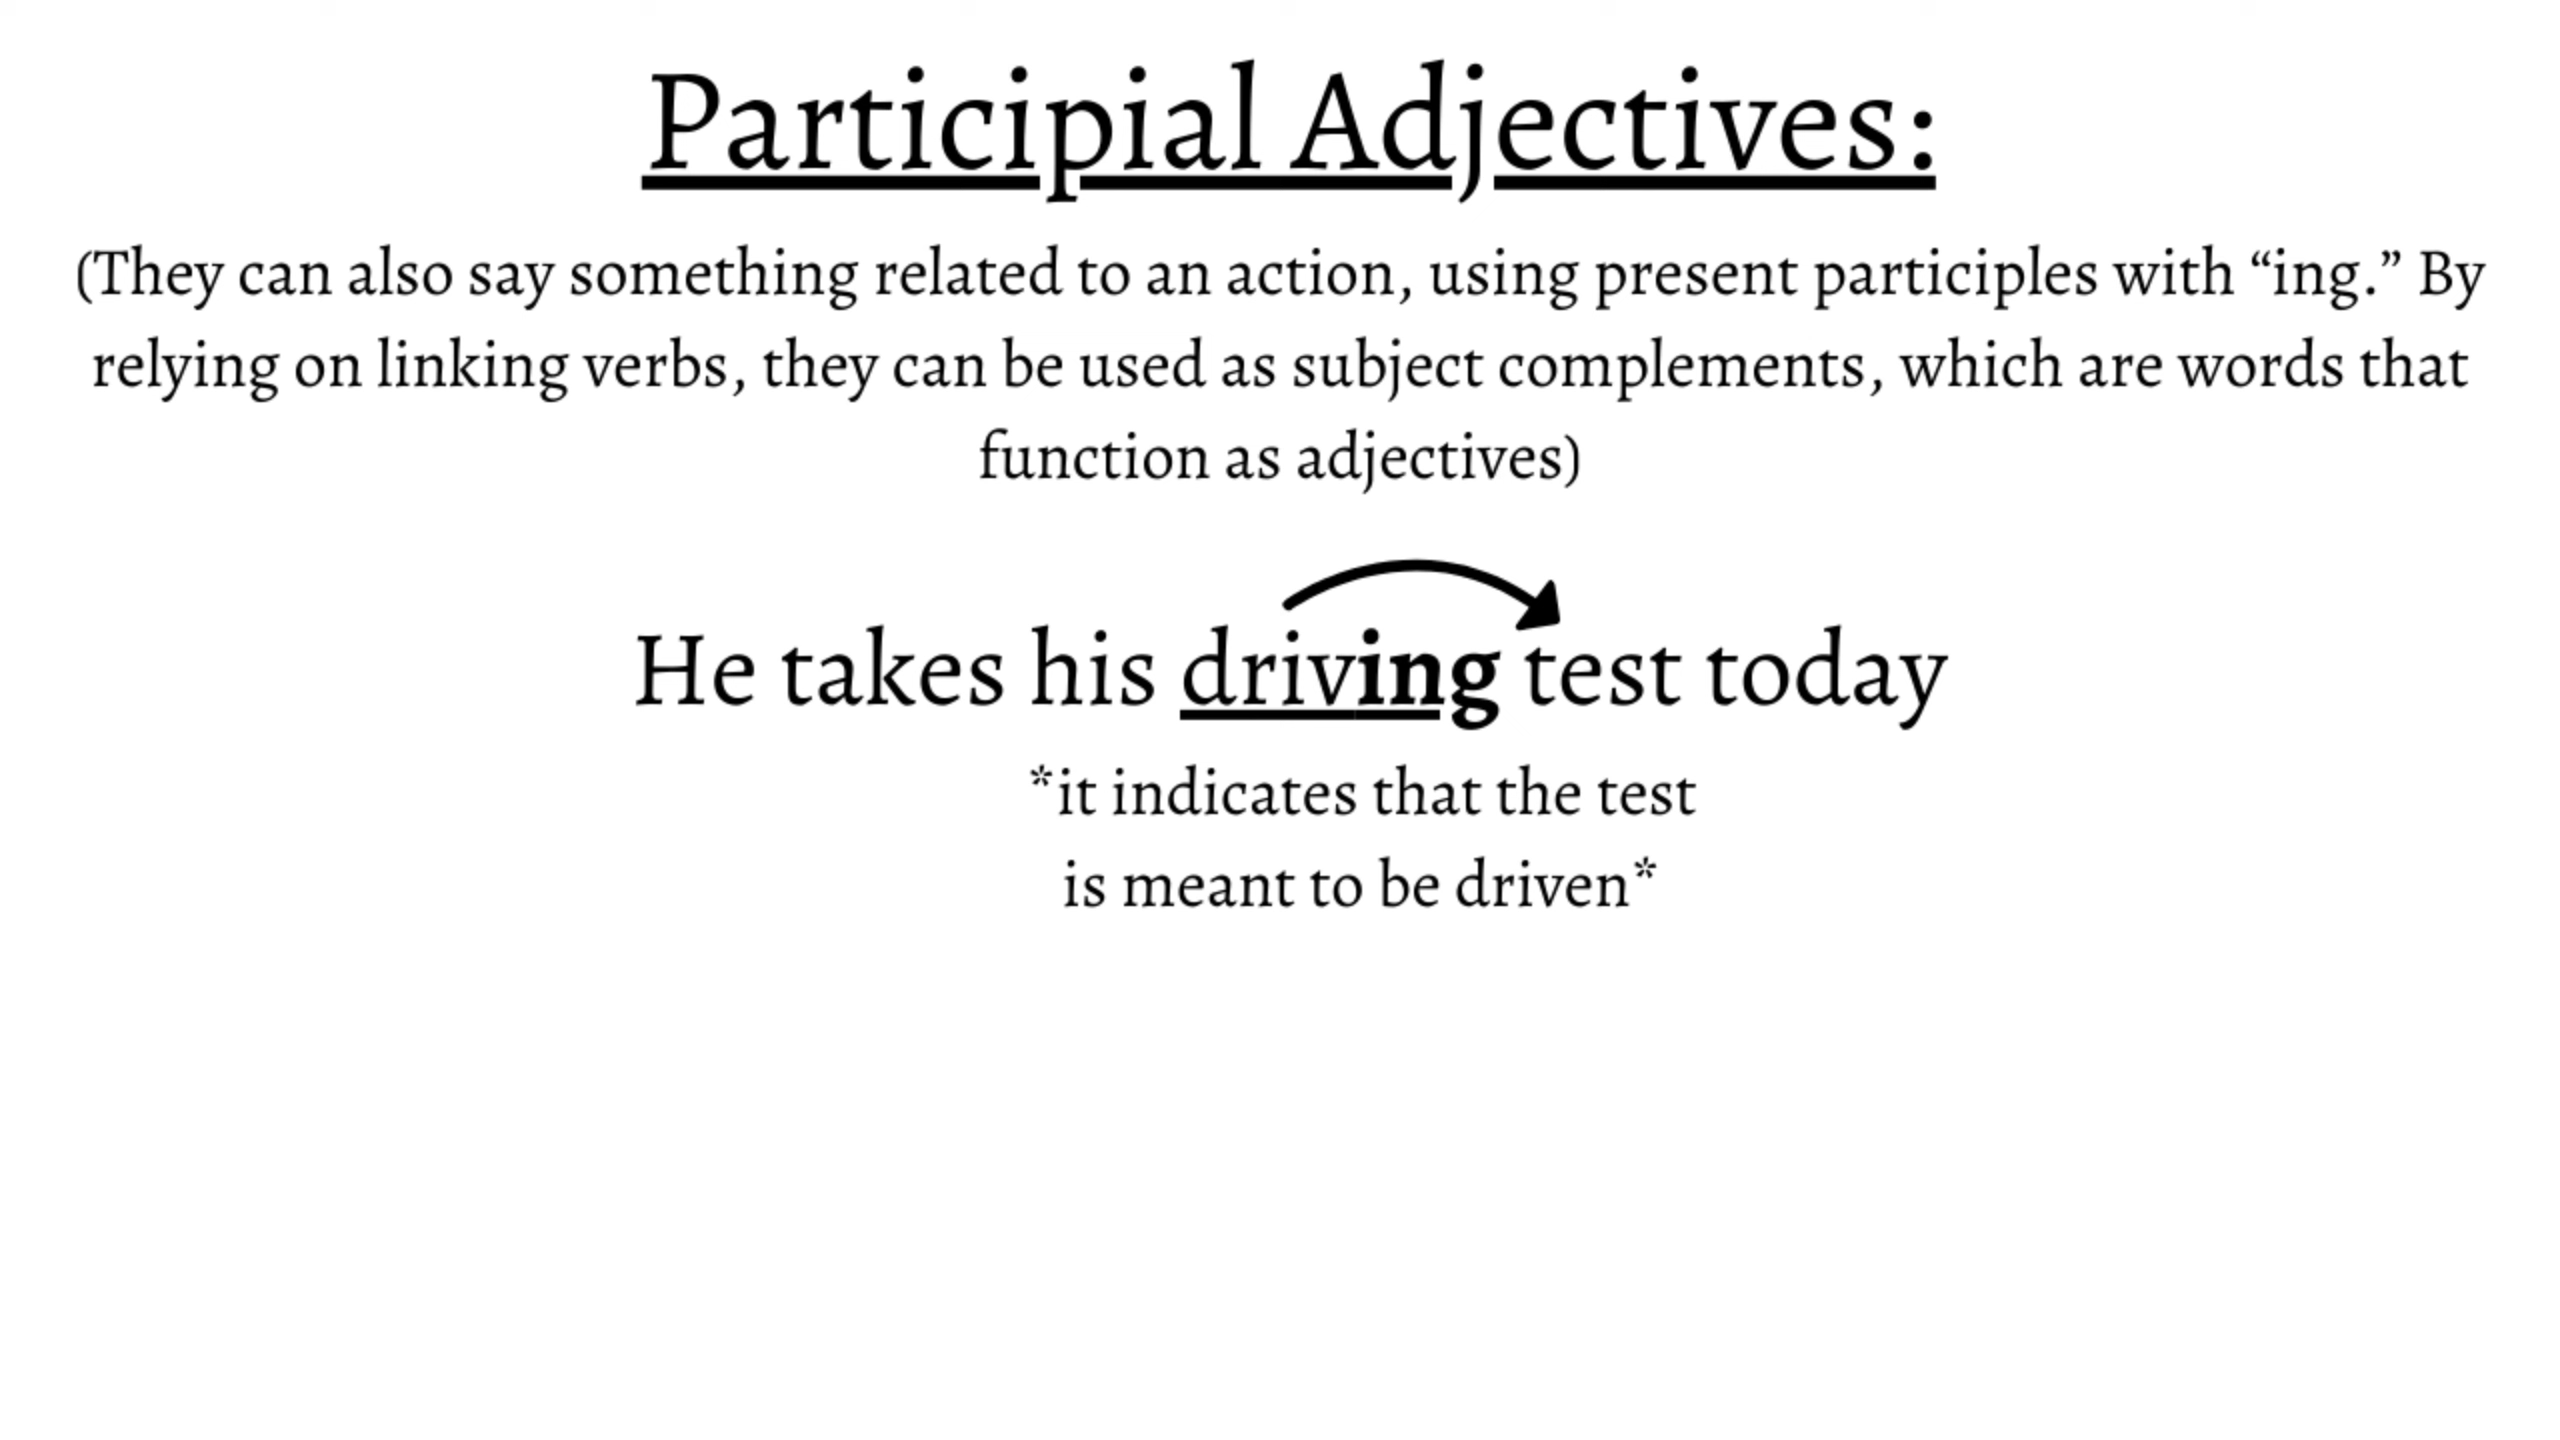 Participial Adjectives:
(They can also say something related to an action, using present participles with “ing.” By
relying on linking verbs, they can be used as subject complements, which are words that
function as adjectives)
He takes his driving test today
*it indicates that the test
is meant to be driven*